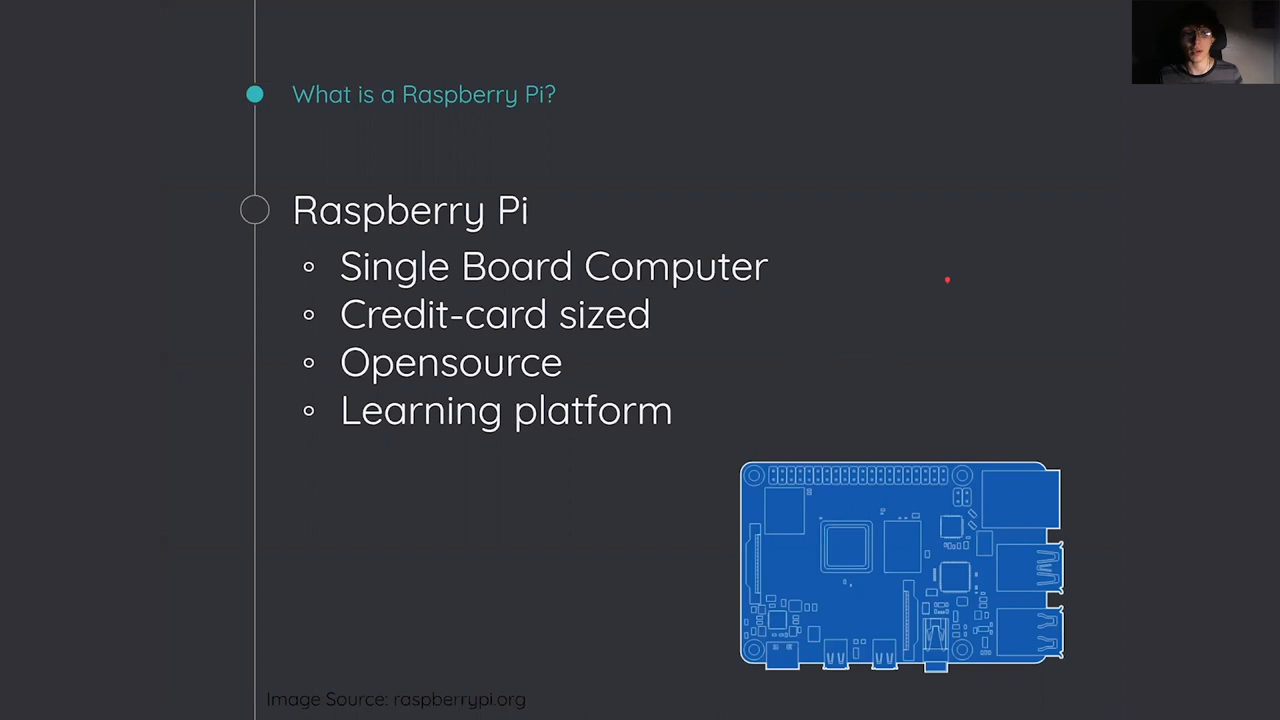 What is a Raspberry Pi?
Raspberry Pi
Single Board Computer
Credit-card sized
Opensource
Learning platform
Image Source: raspberrypi.org